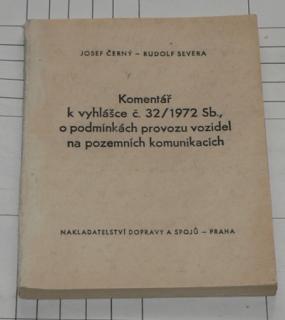 JOSEF ČERNÝ – RUDOLF SEVERA
Komentář
k vyhlášce č. 32/1972 Sb.,
o podmínkách provozu vozidel
na pozemních komunikacích
NAKLADATELSTVÍ DOPRAVY A SPOJŮ – PRAHA